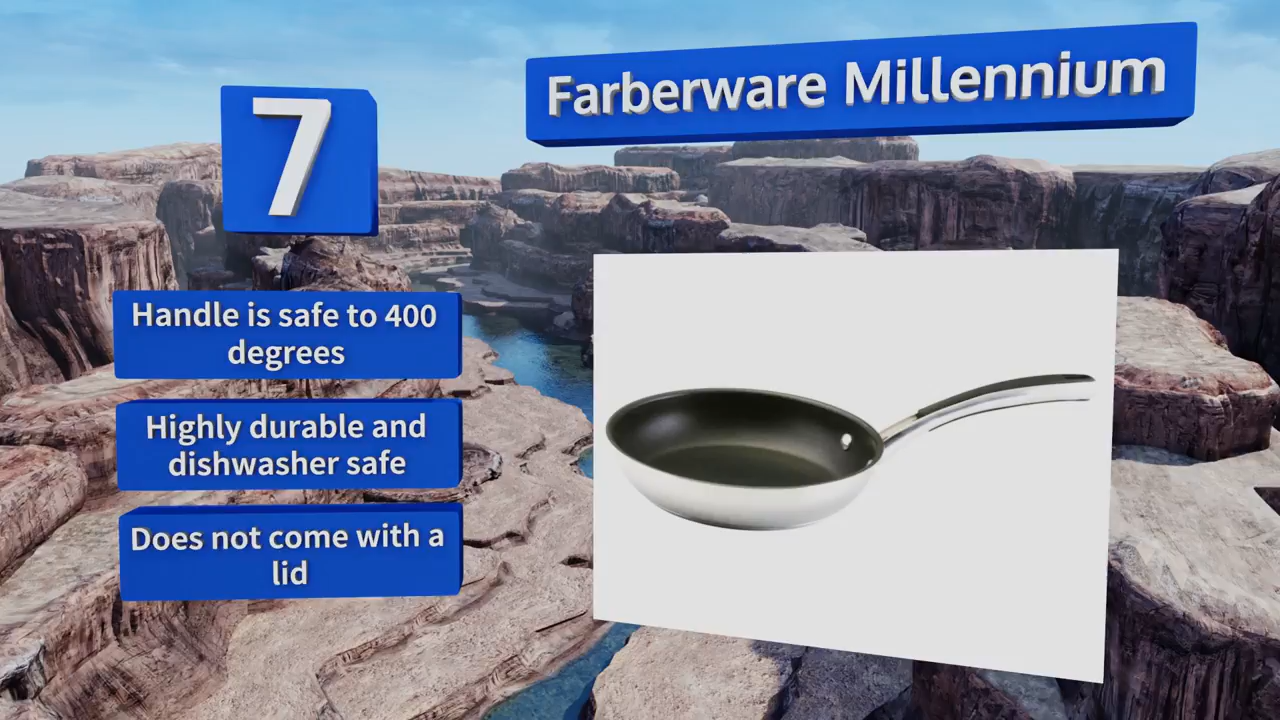 7
Farberware Millennium
Handle is safe to 400
degrees
Highly durable and
dishwasher safe
Does not come with a
lid